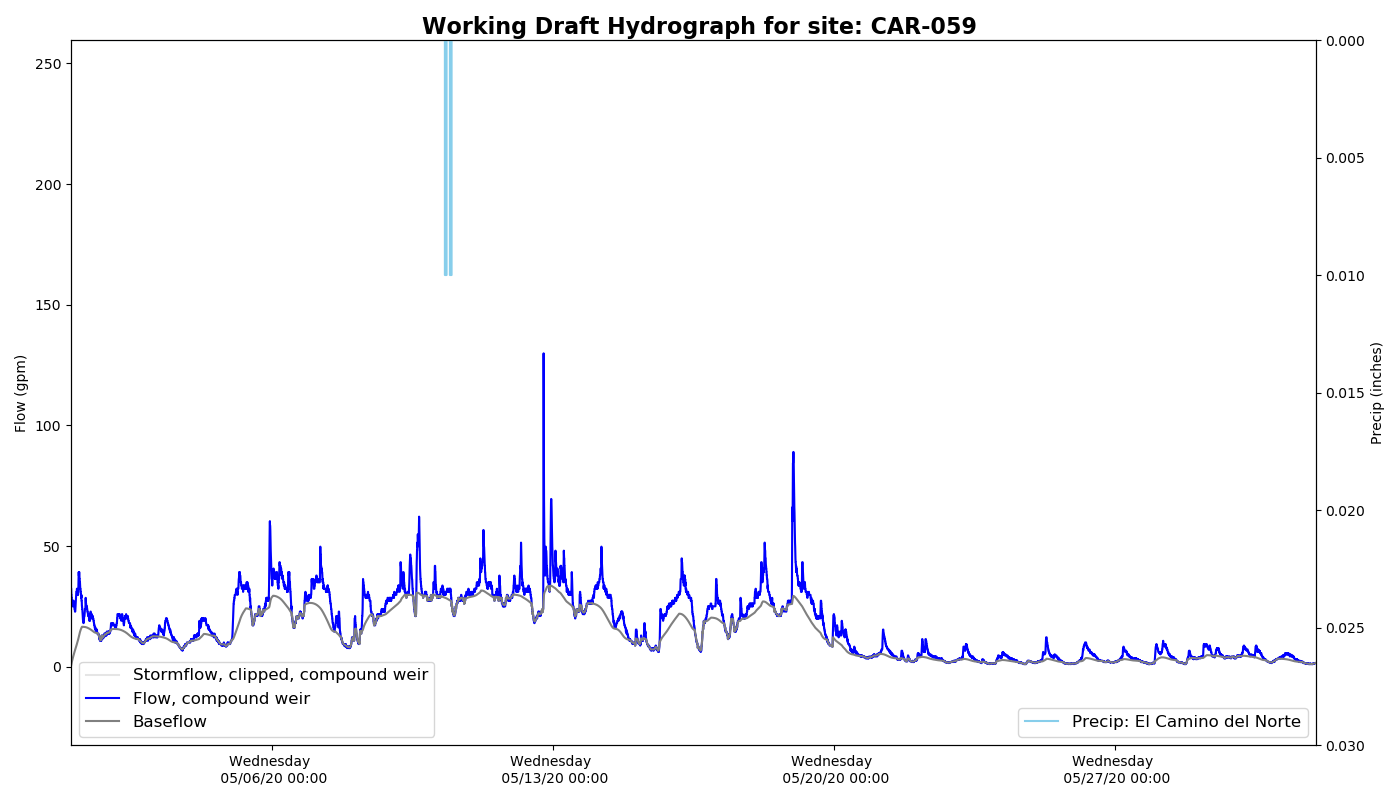 Working Draft Hydrograph for site: CAR-059
250
200
150
100
50
0
Flow (gpm)
0.000
0.005
0.010
0.015
0.020
0.025
0.030
Precip (inches)
Stormflow, clipped, compound weir
Flow, compound weir
Baseflow
Precip: El Camino del Norte
Wednesday
05/06/20 00:00
Wednesday
05/13/20 00:00
Wednesday
05/20/20 00:00
Wednesday
05/27/20 00:00